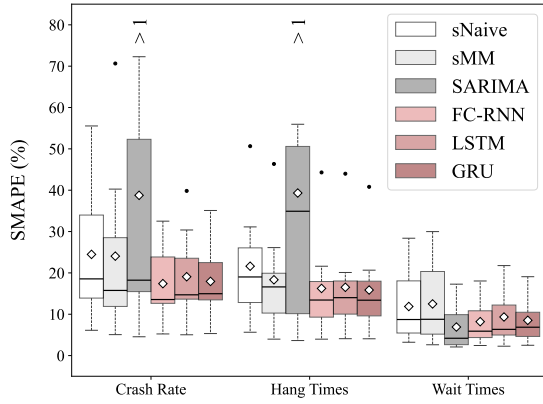 1
1
sNaive
sMM
SARIMA
FC-RNN
LSTM
GRU
80
70
60
50
40
30
20
10
0
SMAPE (%)
Crash Rate
Hang Times
Wait Times